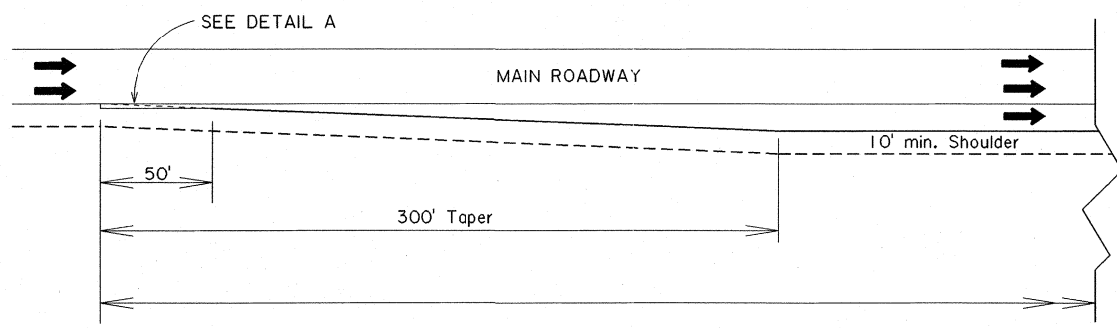 SEE DETAIL A
MAIN ROADWAY
10' min. Shoulder
50'
300' Taper